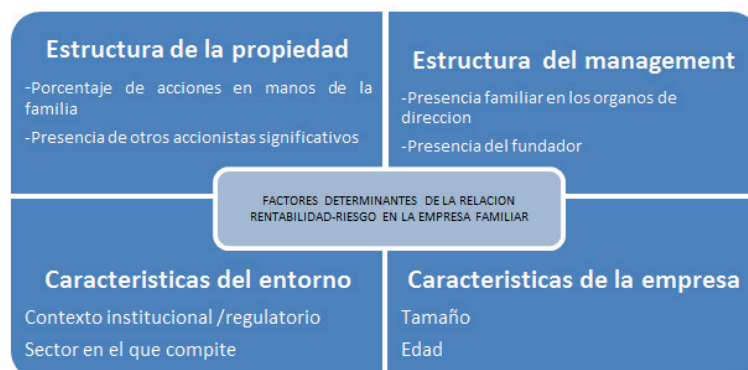 Estructura de la propiedad
-Porcentaje de acciones en manos de la
familia
-Presencia de otros accionistas significativos
Estructura del management
-Presencia familiar en los organos de
direccion
-Presencia del fundador
FACTORES DETERMINANTES DE LA RELACION
RENTABILIDAD-RIESGO EN LA EMPRESA FAMILIAR
Caracteristicas del entorno
Contexto institucional /regulatorio
Sector en el que compite
Caracteristicas de la empresa
Tamaño
Edad